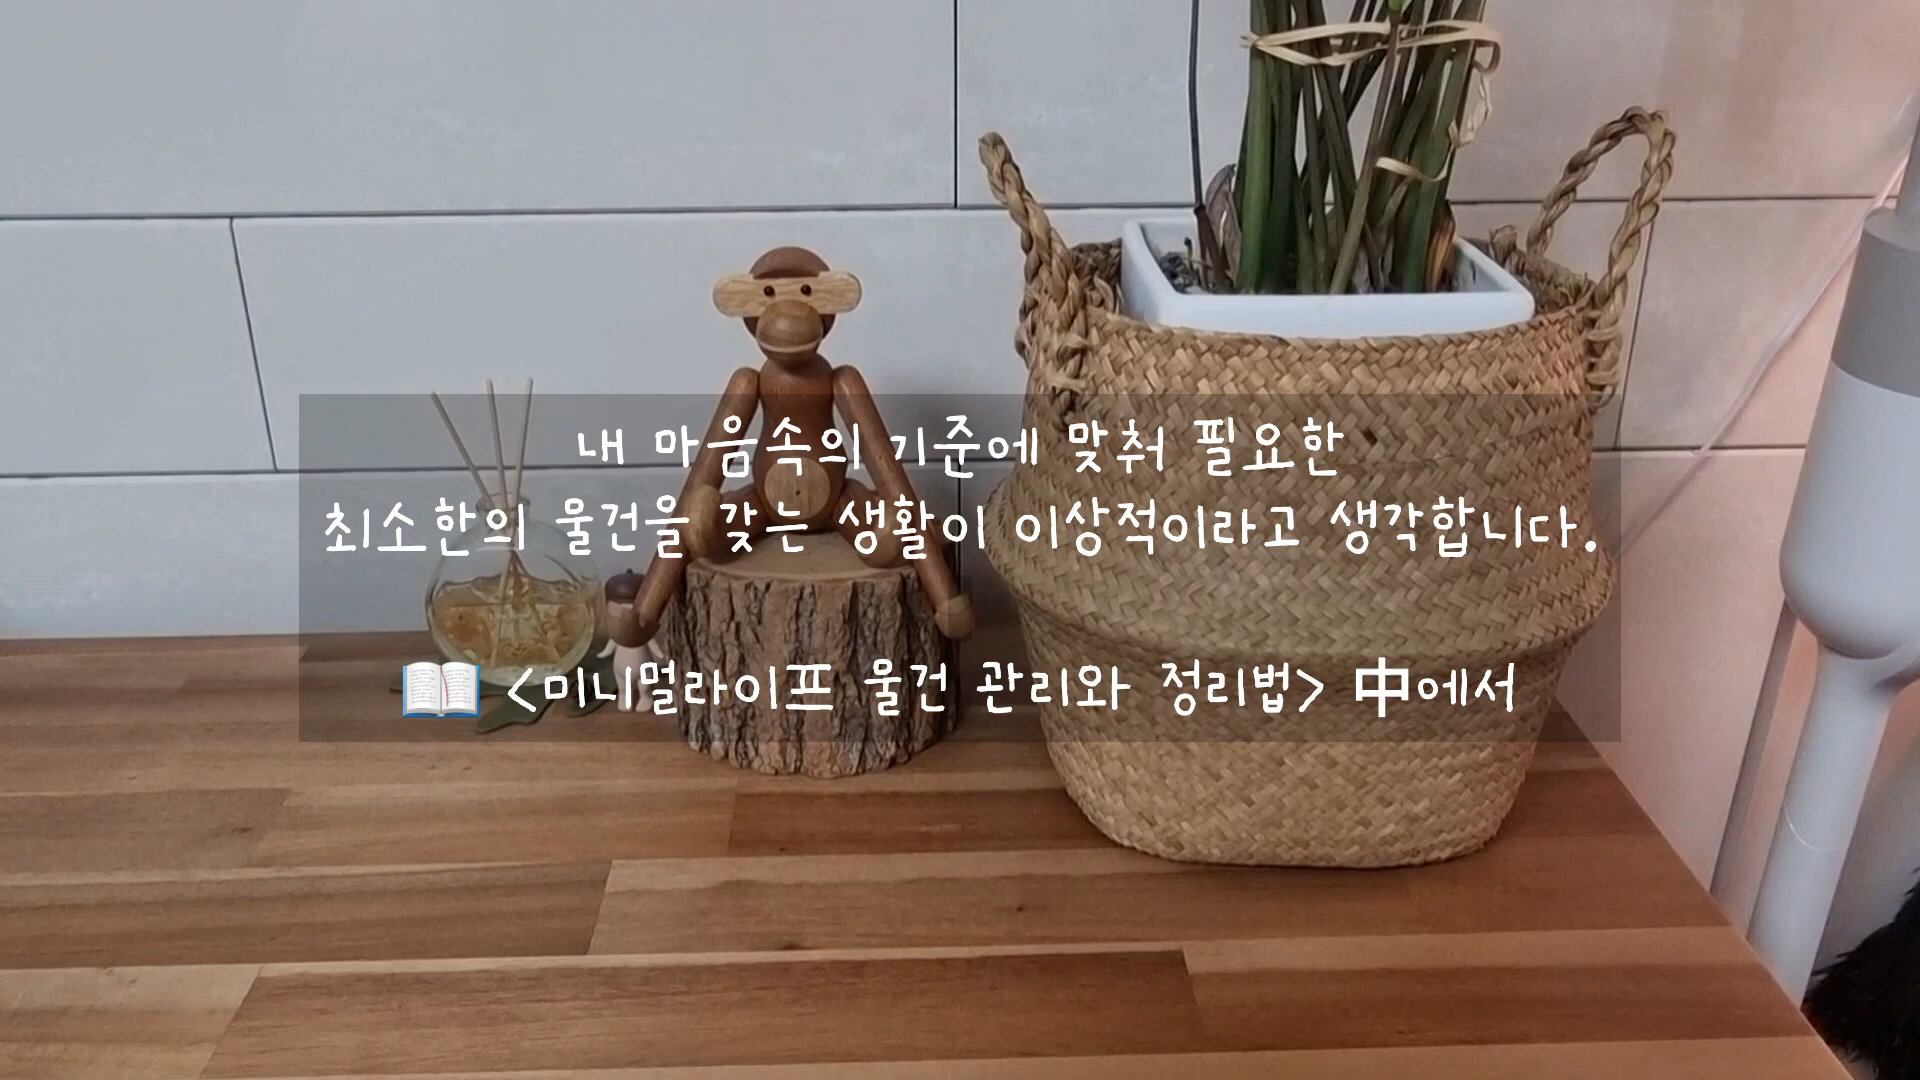 내 마음속의 기준에 맞춰 필요한
최소한의 물건을 갖는 생활이 이상적이라고 생각합니다.
📖 <미니멀라이프 물건 관리와 정리법> 中에서